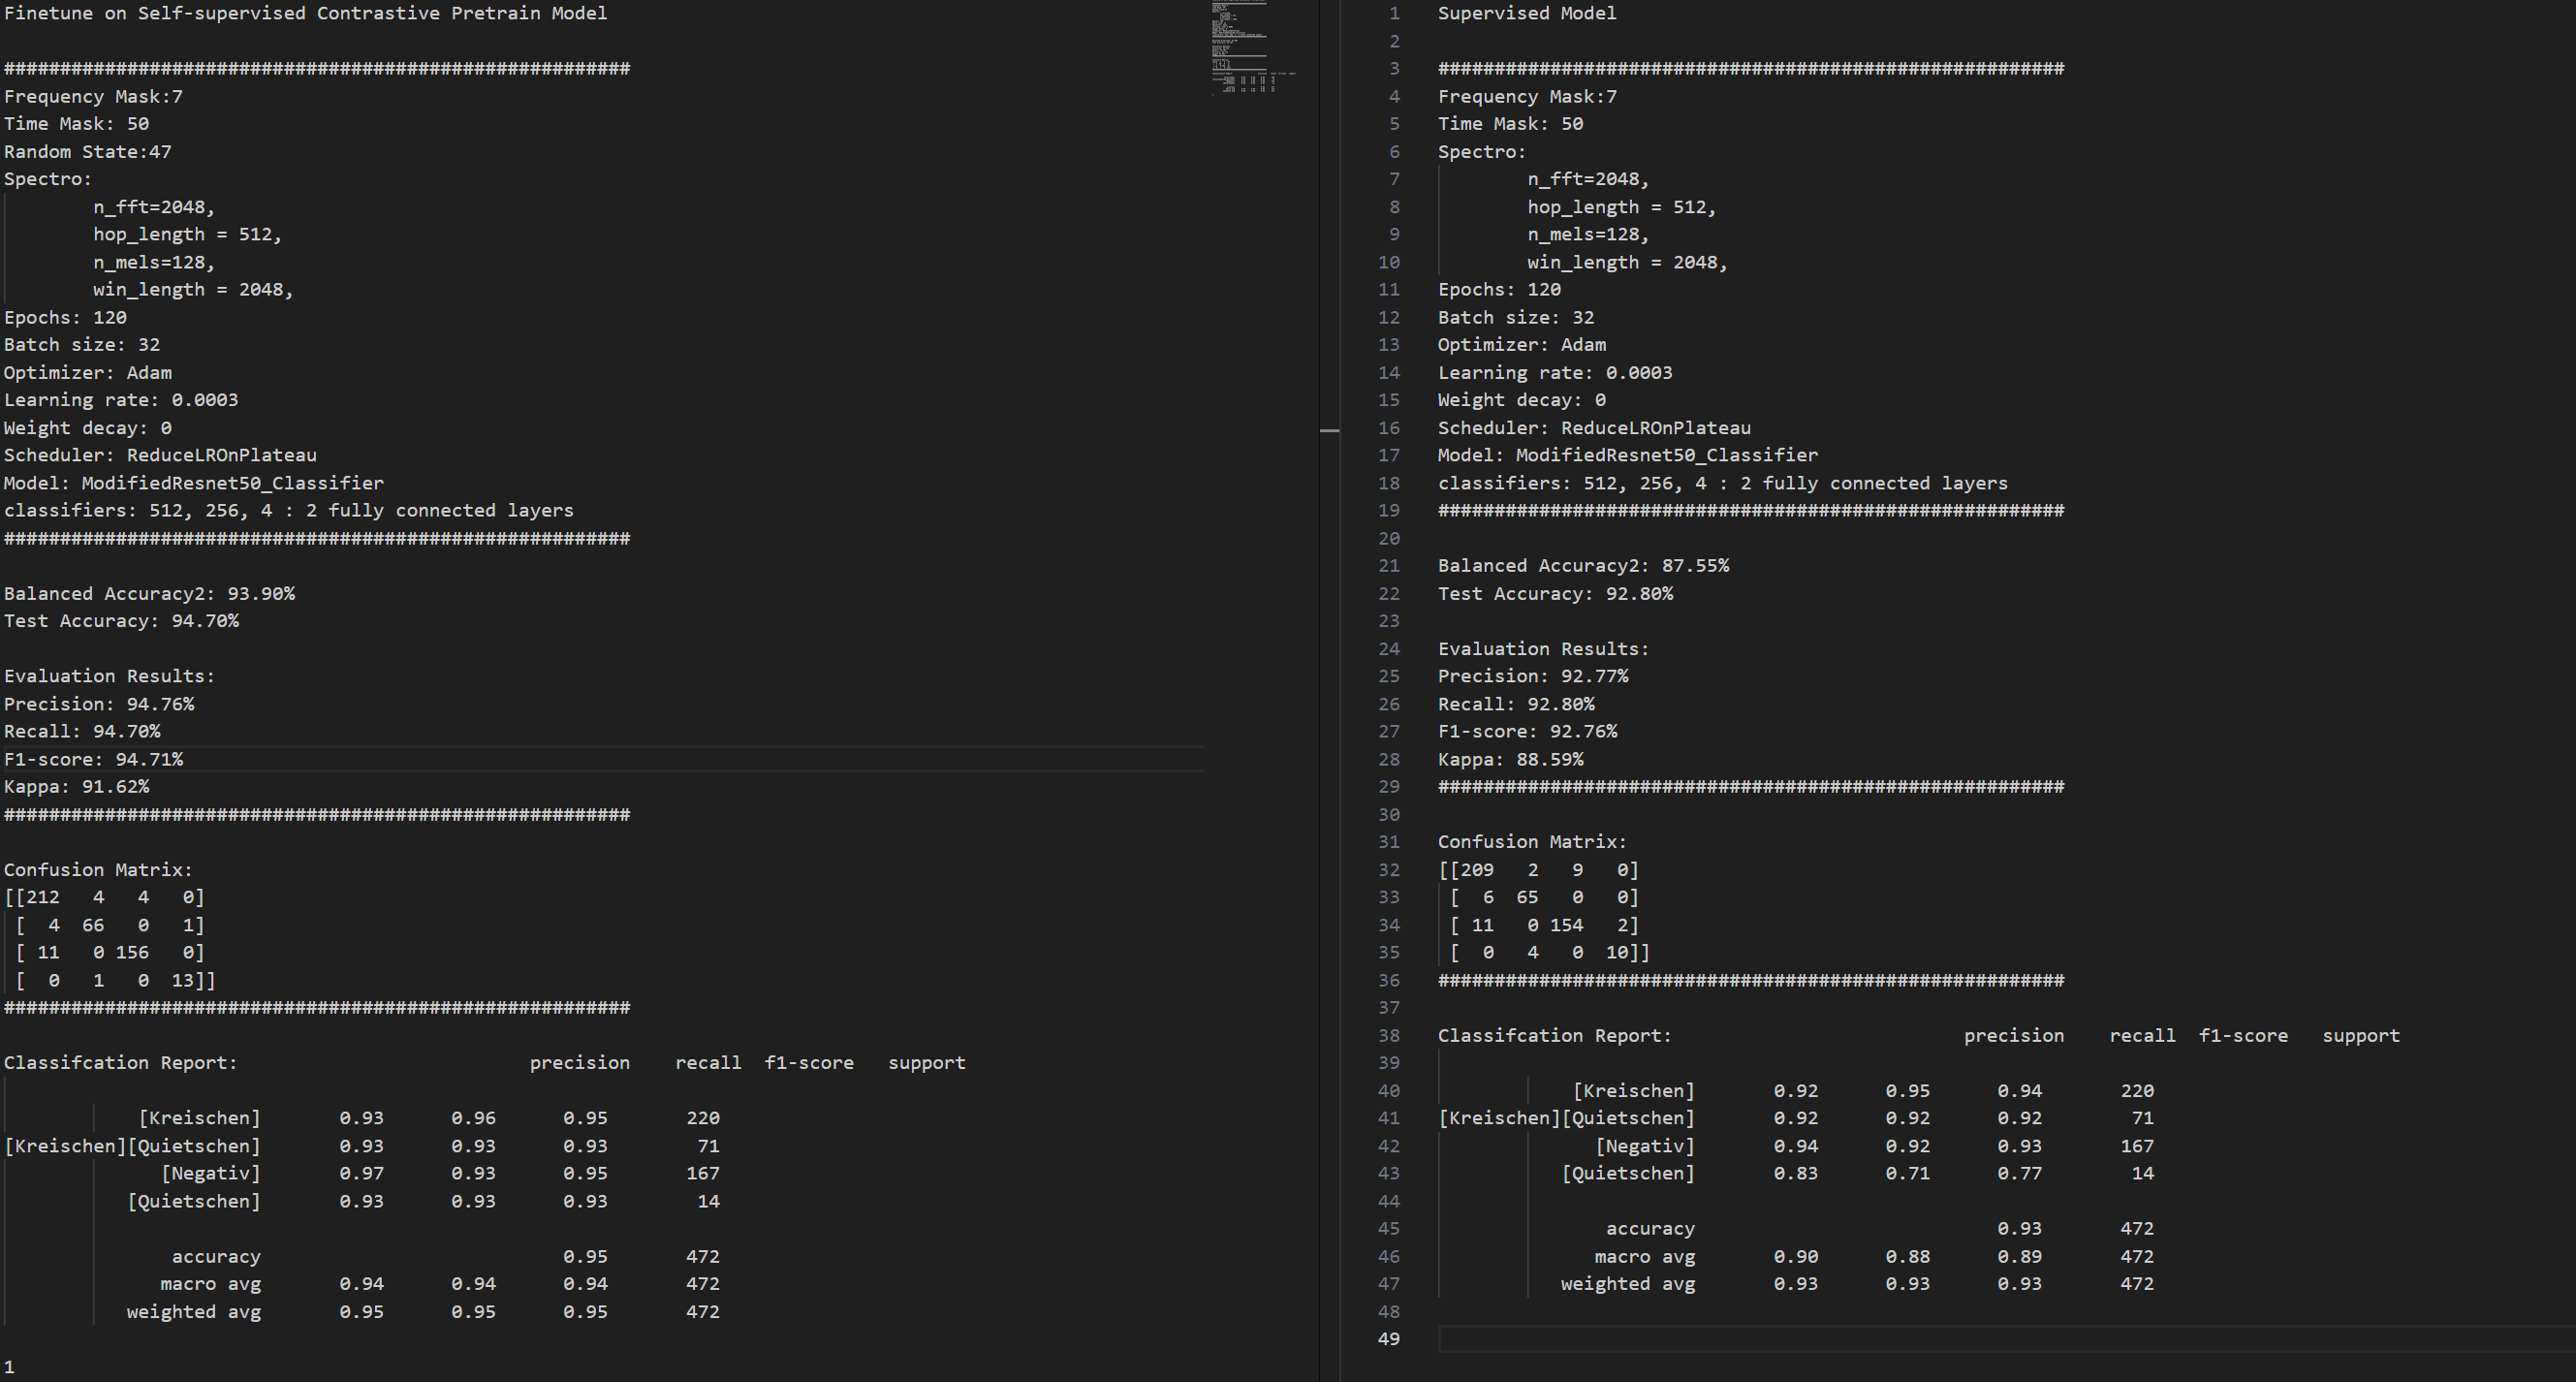 Finetune on Self-supervised Contrastive Pretrain Model
########################################################
Frequency Mask:7
Time Mask: 50
Random State:47
Spectro:
n_fft=2048,
hop_length = 512,
n_mels=128,
win_length = 2048,
Epochs: 120
Batch size: 32
Optimizer: Adam
Learning rate: 0.0003
Weight decay: 0
Scheduler: ReduceLROnPlateau
Model: ModifiedResnet50_Classifier
classifiers: 512, 256, 4 : 2 fully connected layers
########################################################
Balanced Accuracy2: 93.90%
Test Accuracy: 94.70%
Evaluation Results:
Precision: 94.76%
Recall: 94.70%
F1-score: 94.71%
Kappa: 91.62%
########################################################
Confusion Matrix:
[[212   4   4   0]
[  4  66   0   1]
[ 11   0 156   0]
[  0   1   0  13]]
########################################################
Classifcation Report: precision recall f1-score support
[Kreischen] 0.93 0.96 0.95 220
[Kreischen][Quietschen] 0.93 0.93 0.93 71
[Negativ] 0.97 0.93 0.95 167
[Quietschen] 0.93 0.93 0.93 14
accuracy 0.95 472
macro avg 0.94 0.94 0.94 472
weighted avg 0.95 0.95 0.95 472
1
1 Supervised Model
2
3 ########################################################
4 Frequency Mask:7
5 Time Mask: 50
6 Spectro:
7 n_fft=2048,
8 hop_length = 512,
9 n_mels=128,
10 win_length = 2048,
11 Epochs: 120
12 Batch size: 32
13 Optimizer: Adam
14 Learning rate: 0.0003
15 Weight decay: 0
16 Scheduler: ReduceLROnPlateau
17 Model: ModifiedResnet50_Classifier
18 classifiers: 512, 256, 4 : 2 fully connected layers
19 ########################################################
20
21 Balanced Accuracy2: 87.55%
22 Test Accuracy: 92.80%
23
24 Evaluation Results:
25 Precision: 92.77%
26 Recall: 92.80%
27 F1-score: 92.76%
28 Kappa: 88.59%
29 ########################################################
30
31 Confusion Matrix:
32 [[209   2   9   0]
33 [  6  65   0   0]
34 [ 11   0 154   2]
35 [  0   4   0  10]]
36 ########################################################
37
38 Classifcation Report: precision recall f1-score support
39
40 [Kreischen] 0.92 0.95 0.94 220
41 [Kreischen][Quietschen] 0.92 0.92 0.92 71
42 [Negativ] 0.94 0.92 0.93 167
43 [Quietschen] 0.83 0.71 0.77 14
44
45 accuracy 0.93 472
46 macro avg 0.90 0.88 0.89 472
47 weighted avg 0.93 0.93 0.93 472
48
49